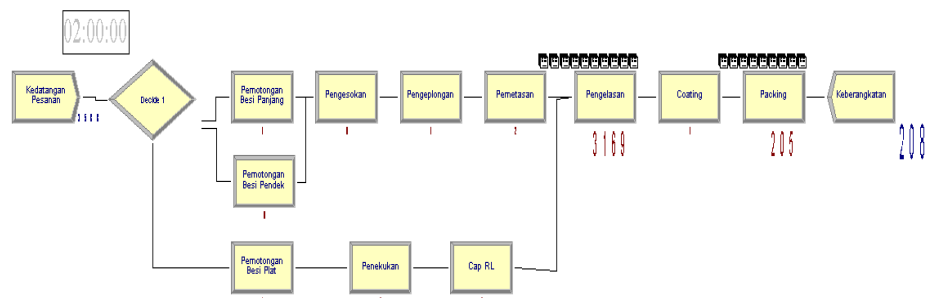 02:00:00
Kedatangan
Pesanan
Decide 1
Pemotongan
Besi Panjang
Pengesokan
Pengeplongan
Pemetasan
Pengelasan
Coating
Packing
Keberangkatan
2
3169
205
208
Pemotongan
Besi Pendek
Pemotongan
Besi Plat
Penekukan
Cap RL